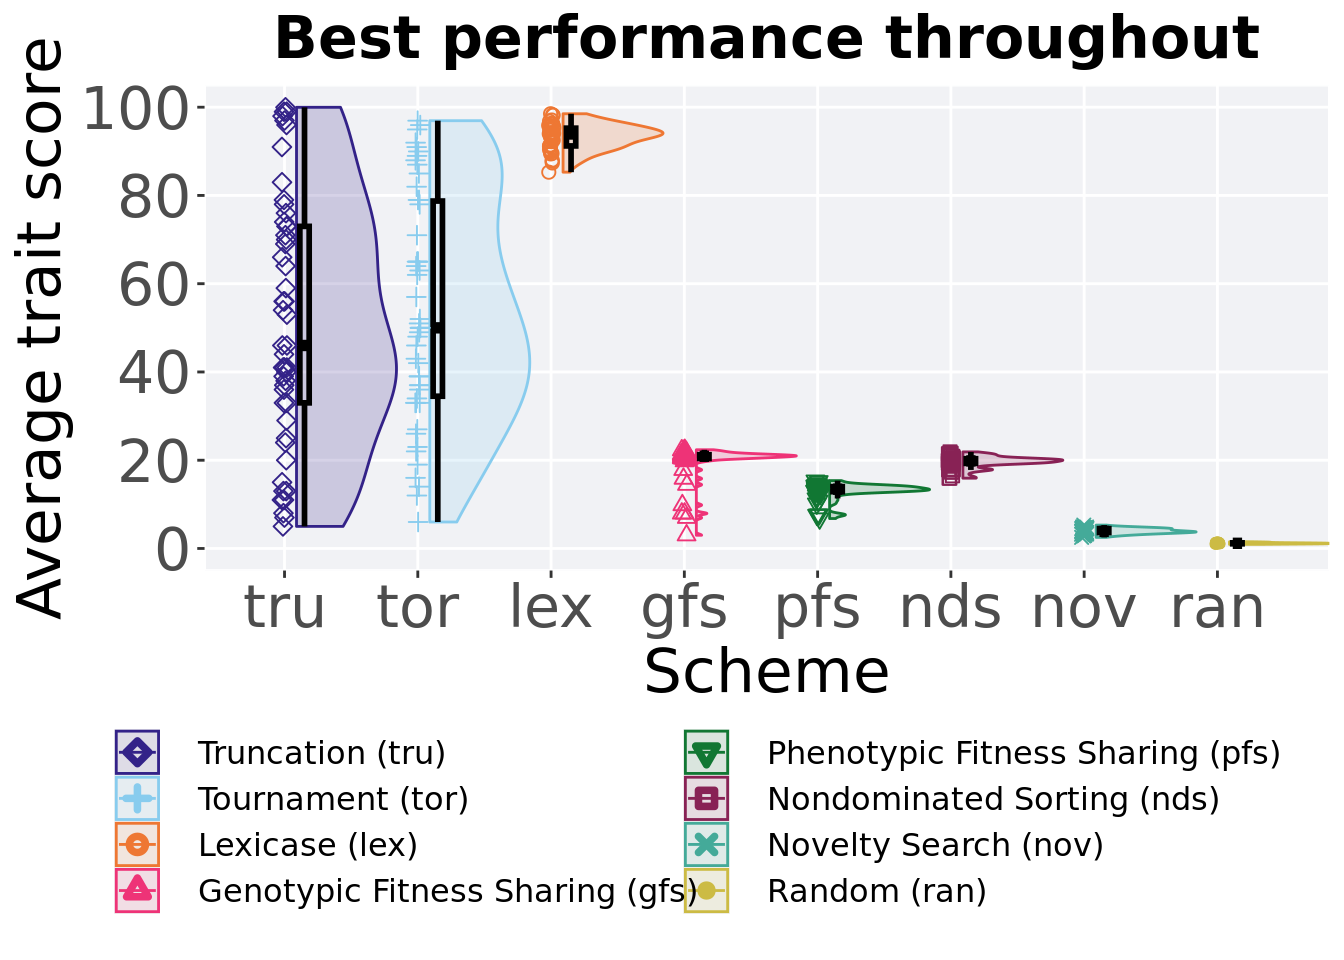 Best performance throughout
Average trait score
100
80
60
40
20
0
tru tor lex gfs pfs nds nov ran
Scheme
Truncation (tru)
Tournament (tor)
Lexicase (lex)
Genotypic Fitness Sharing (gfs)
Phenotypic Fitness Sharing (pfs)
Nondominated Sorting (nds)
Novelty Search (nov)
Random (ran)